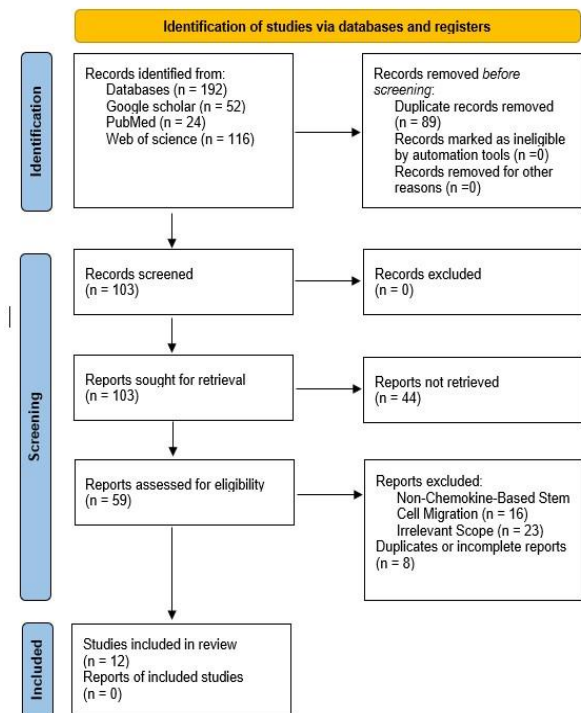 Identification of studies via databases and registers
Identification
Records identified from:
Databases (n = 192)
Google scholar (n = 52)
PubMed (n = 24)
Web of science (n = 116)
Records removed before
screening:
Duplicate records removed
(n = 89)
Records marked as ineligible
by automation tools (n =0)
Records removed for other
reasons (n =0)
Screening
Records screened
(n = 103)
Records excluded
(n = 0)
Reports sought for retrieval
(n = 103)
Reports not retrieved
(n = 44)
Reports assessed for eligibility
(n = 59)
Reports excluded:
Non-Chemokine-Based Stem
Cell Migration (n = 16)
Irrelevant Scope (n = 23)
Duplicates or incomplete reports
(n = 8)
Included
Studies included in review
(n = 12)
Reports of included studies
(n = 0)